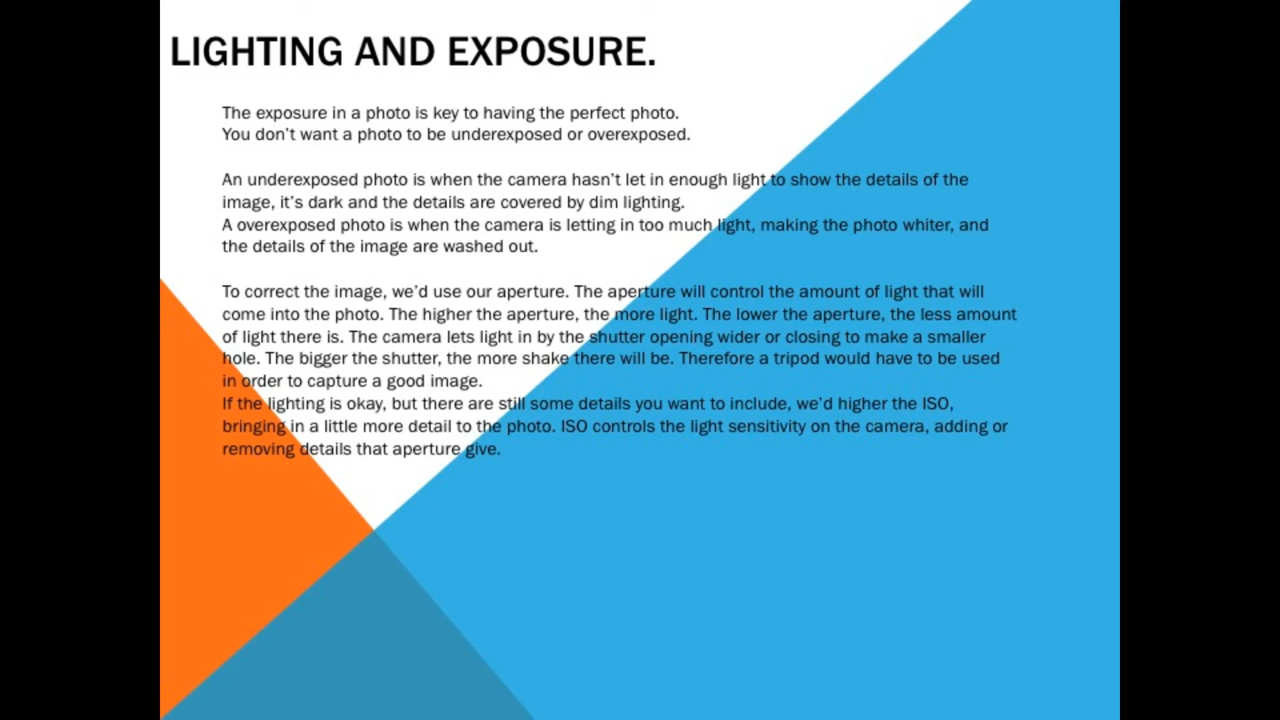 LIGHTING AND EXPOSURE.
The exposure in a photo is key to having the perfect photo.
You don't want a photo to be underexposed or overexposed.
An underexposed photo is when the camera hasn't let in enough light to show the details of the
image, it's dark and the details are covered by dim lighting.
A overexposed photo is when the camera is letting in too much light, making the photo whiter, and
the details of the image are washed out.
To correct the image, we'd use our aperture. The aperture will control the amount of light that will
come into the photo. The higher the aperture, the more light. The lower the aperture, the less amount
of light there is. The camera lets light in by the shutter opening wider or closing to make a smaller
hole. The bigger the shutter, the more shake there will be. Therefore a tripod would have to be used
in order to capture a good image.
If the lighting is okay, but there are still some details you want to include, we'd higher the ISO,
bringing in a little more detail to the photo. ISO controls the light sensitivity on the camera, adding or
removing details that aperture give.